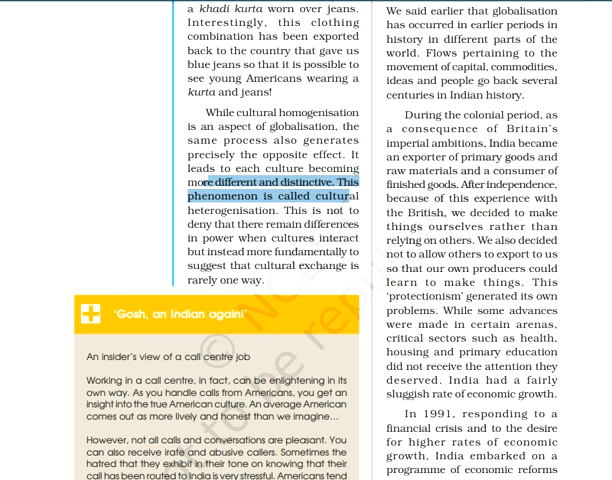 a khadi kurta worn over jeans.
Interestingly, this clothing
combination has been exported
back to the country that gave us
blue jeans so that it is possible to
see young Americans wearing a
kurta and jeans!
While cultural homogenisation
is an aspect of globalisation, the
same process also generates
precisely the opposite effect. It
leads to each culture becoming
more different and distinctive. This
phenomenon is called cultural
heterogenisation. This is not to
deny that there remain differences
in power when cultures interact
but instead more fundamentally to
suggest that cultural exchange is
rarely one way.
'Gosh, an Indian again!'
An insider's view of a call centre job
Working in a call centre, in fact, can be enlightening in its
own way. As you handle calls from Americans, you get an
insight into the true American culture. An average American
comes out as more lively and honest than we imagine...
However, not all calls and conversations are pleasant. You
can also receive irate and abusive callers. Sometimes the
hatred that they exhibit in their tone on knowing that their
call has been routed to India is very stressful. Americans tend
We said earlier that globalisation
has occurred in earlier periods in
history in different parts of the
world. Flows pertaining to the
movement of capital, commodities,
ideas and people go back several
centuries in Indian history.
During the colonial period, as
a consequence of Britain's
imperial ambitions, India became
an exporter of primary goods and
raw materials and a consumer of
finished goods. After independence,
because of this experience with
the British, we decided to make
things ourselves rather than
relying on others. We also decided
not to allow others to export to us
so that our own producers could
learn to make things. This
'protectionism' generated its own
problems. While some advances
were made in certain arenas,
critical sectors such as health,
housing and primary education
did not receive the attention they
deserved. India had a fairly
sluggish rate of economic growth.
In 1991, responding to a
financial crisis and to the desire
for higher rates of economic
growth, India embarked on a
programme of economic reforms